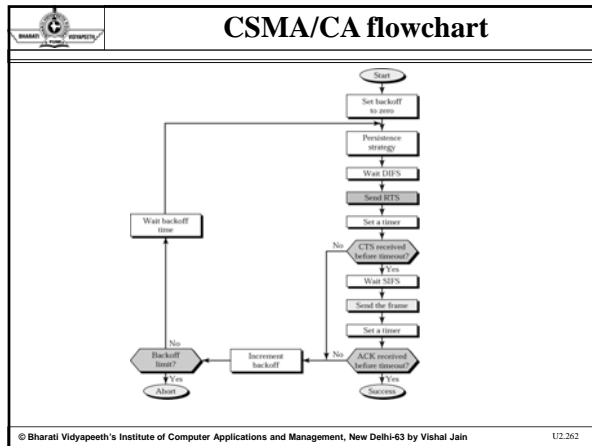 BHARATI
VIDYAPEETH
CSMA/CA flowchart
Start
Set backoff
to zero
Persistence
strategy
Wait DIFS
Send RTS
Set a timer
CTS received
before timeout?
No
Yes
Wait SIFS
Send the frame
Set a timer
ACK received
before timeout?
No
Yes
Success
Increment
backoff
Backoff
limit?
No
Yes
Abort
Wait backoff
time
© Bharati Vidyapeeth's Institute of Computer Applications and Management, New Delhi-63 by Vishal Jain
U2.262